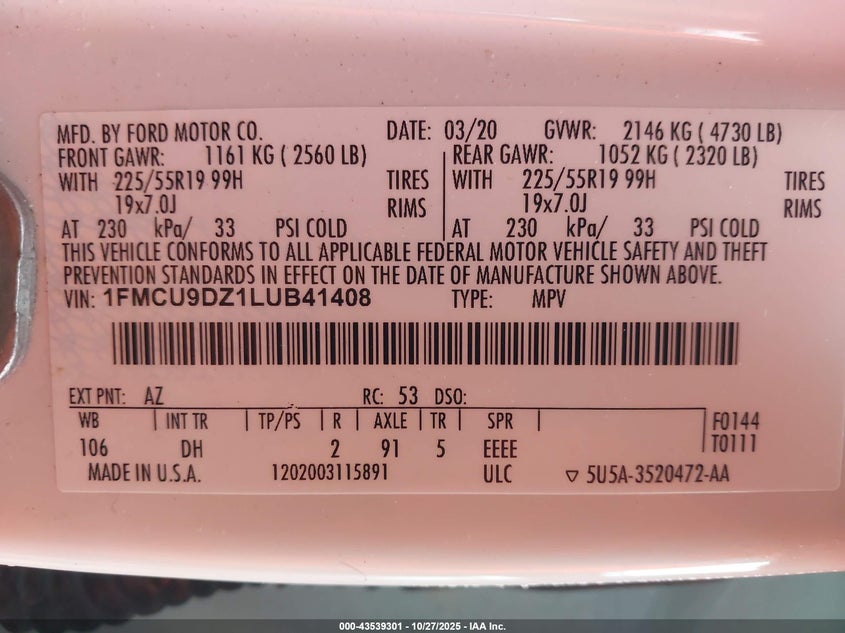 MFD. BY FORD MOTOR CO. DATE: 03/20 GVWR: 2146 KG ( 4730 LB)
FRONT GAWR: 1161 KG ( 2560 LB) REAR GAWR: 1052 KG ( 2320 LB)
WITH 225/55R19 99H TIRES WITH 225/55R19 99H TIRES
19x7.0J RIMS 19x7.0J RIMS
AT 230 kPa/ 33 PSI COLD AT 230 kPa/ 33 PSI COLD
THIS VEHICLE CONFORMS TO ALL APPLICABLE FEDERAL MOTOR VEHICLE SAFETY AND THEFT
PREVENTION STANDARDS IN EFFECT ON THE DATE OF MANUFACTURE SHOWN ABOVE.
VIN: 1FMCU9DZ1LUB41408 TYPE: MPV
EXT PNT: AZ RC: 53 DSO:
WB INT TR TP/PS R AXLE TR SPR F0144
106 DH 2 91 5 EEEE T0111
MADE IN U.S.A. 1202003115891 ULC ▽ 5U5A-3520472-AA
000-43539301 | 10/27/2025 | IAA Inc.